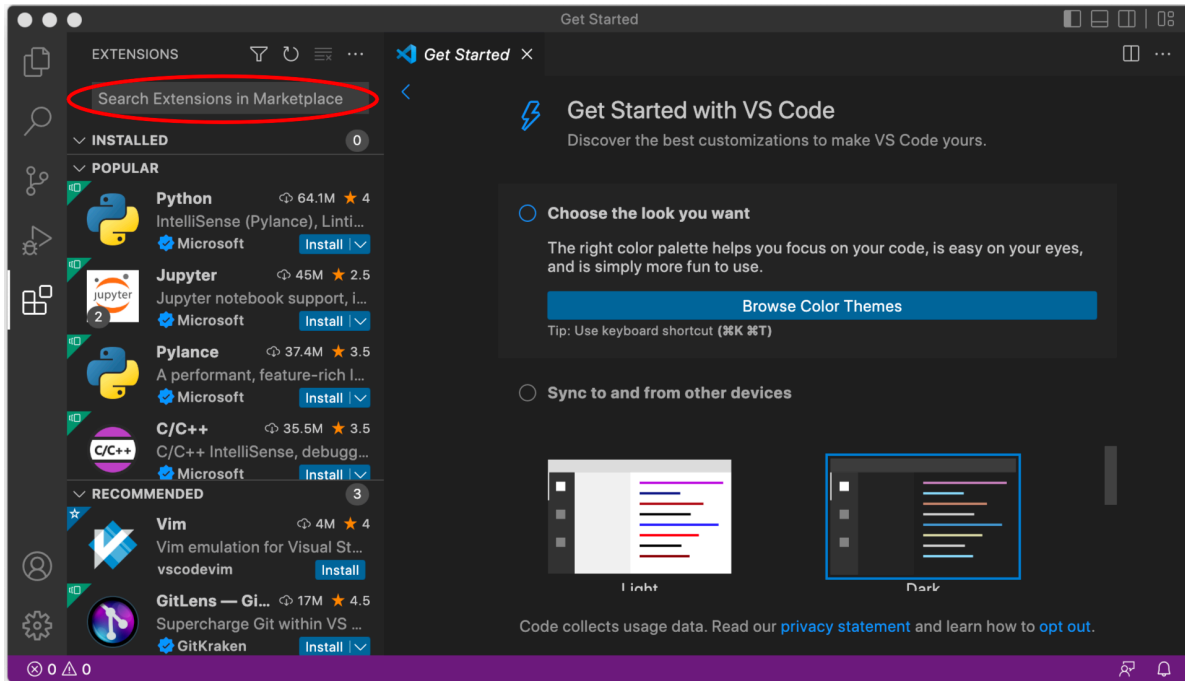 Get Started
EXTENSIONS
Search Extensions in Marketplace
INSTALLED 0
POPULAR
Python 64.1M 4
IntelliSense (Pylance), Linti...
Microsoft Install
jupyter
2
Jupyter 45M 2.5
Jupyter notebook support, i...
Microsoft Install
Pylance 37.4M 3.5
A performant, feature-rich l...
Microsoft Install
C/C++
C/C++ 35.5M 3.5
C/C++ IntelliSense, debugg...
Microsoft Install
RECOMMENDED 3
Vim 4M 4
Vim emulation for Visual St...
vscodevim Install
GitLens — Gi... 17M 4.5
Supercharge Git within VS ...
GitKraken Install
0 0
Get Started
Get Started with VS Code
Discover the best customizations to make VS Code yours.
Choose the look you want
The right color palette helps you focus on your code, is easy on your eyes,
and is simply more fun to use.
Browse Color Themes
Tip: Use keyboard shortcut (⌘K ⌘T)
Sync to and from other devices
Light Dark
Code collects usage data. Read our privacy statement and learn how to opt out.